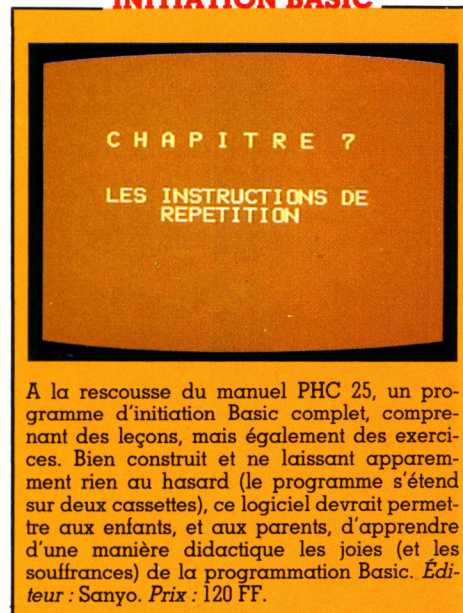 INITIATION BASIC
CHAPITRE 7
LES INSTRUCTIONS DE
REPETITION
A la rescousse du manuel PHC 25, un pro-
gramme d'initiation Basic complet, compre-
nant des leçons, mais également des exerci-
ces. Bien construit et ne laissant apparem-
ment rien au hasard (le programme s'étend
sur deux cassettes), ce logiciel devrait permet-
tre aux enfants, et aux parents, d'apprendre
d'une manière didactique les joies (et les
souffrances) de la programmation Basic. Édi-
teur : Sanyo. Prix : 120 FF.